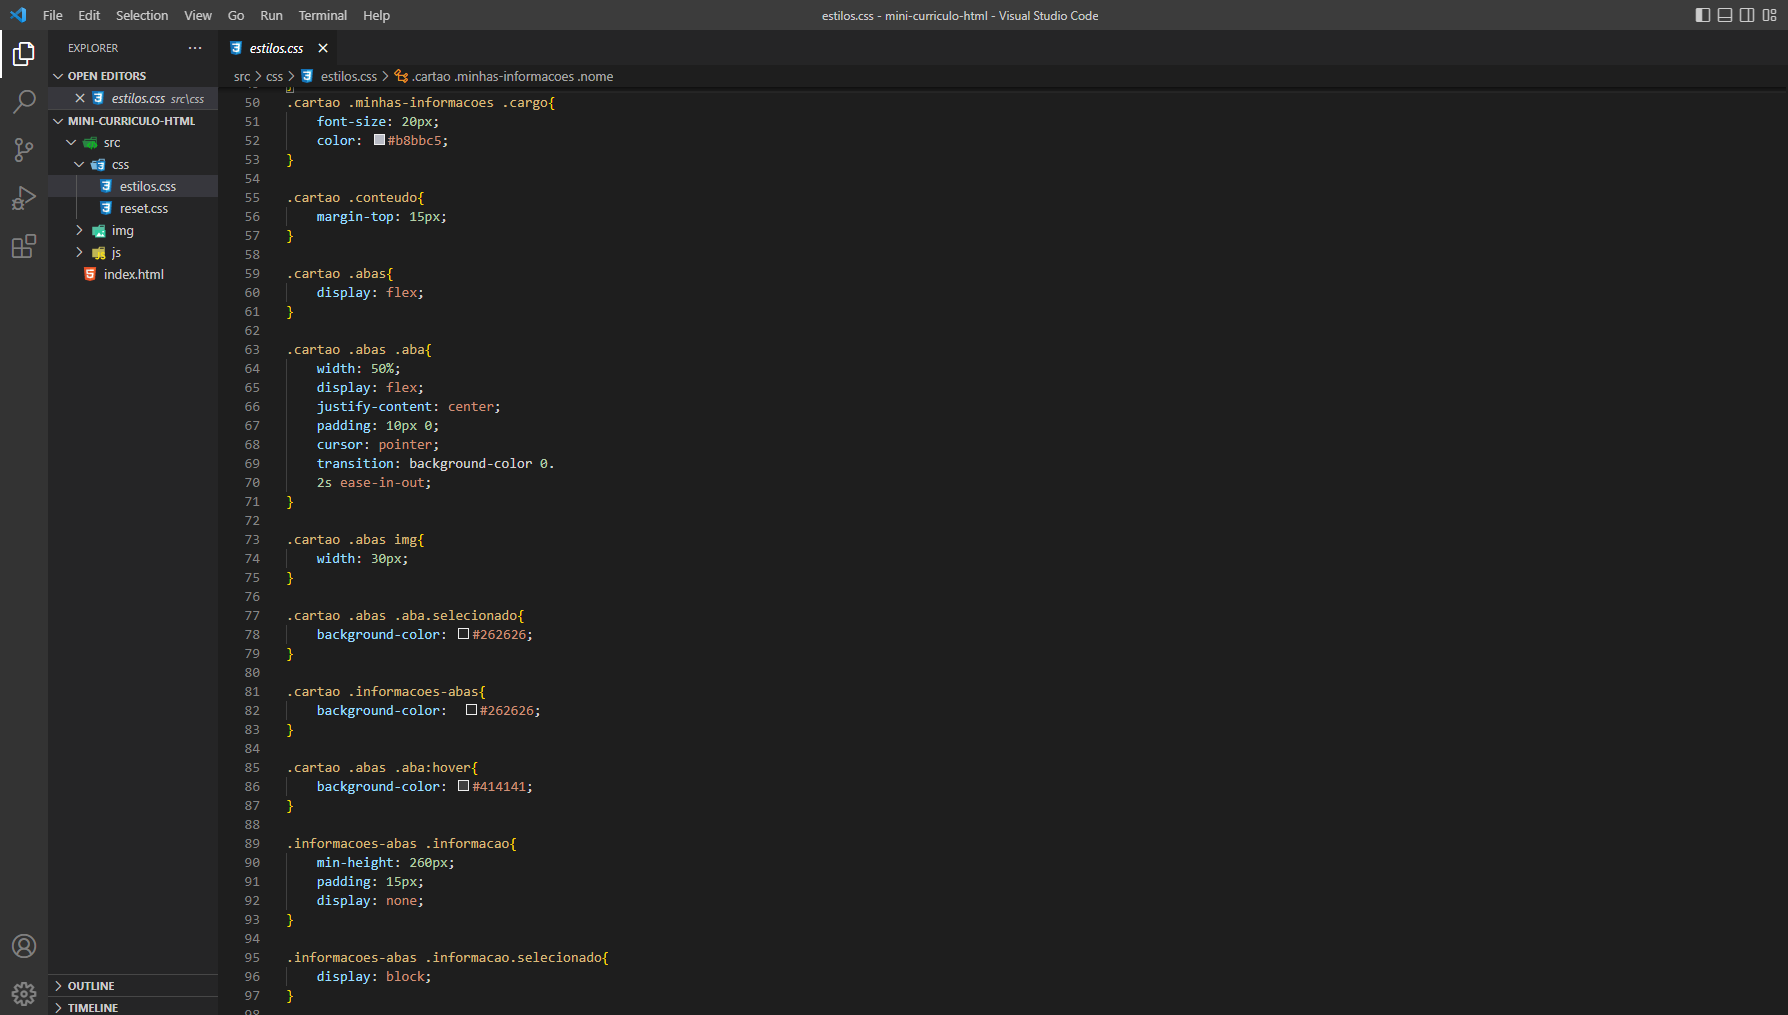 File Edit Selection View Go Run Terminal Help
estilos.css - mini-curriculo-html - Visual Studio Code
EXPLORER ...
OPEN EDITORS
estilos.css src\css
MINI-CURRICULO-HTML
src
css
estilos.css
reset.css
img
js
index.html
OUTLINE
TIMELINE
estilos.css
src > css > estilos.css > .cartao .minhas-informacoes .nome
50 .cartao .minhas-informacoes .cargo{
51 font-size: 20px;
52 color: #b8bbc5;
53 }
54
55 .cartao .conteudo{
56 margin-top: 15px;
57 }
58
59 .cartao .abas{
60 display: flex;
61 }
62
63 .cartao .abas .aba{
64 width: 50%;
65 display: flex;
66 justify-content: center;
67 padding: 10px 0;
68 cursor: pointer;
69 transition: background-color 0.
70 2s ease-in-out;
71 }
72
73 .cartao .abas img{
74 width: 30px;
75 }
76
77 .cartao .abas .aba.selecionado{
78 background-color: #262626;
79 }
80
81 .cartao .informacoes-abas{
82 background-color: #262626;
83 }
84
85 .cartao .abas .aba:hover{
86 background-color: #414141;
87 }
88
89 .informacoes-abas .informacao{
90 min-height: 260px;
91 padding: 15px;
92 display: none;
93 }
94
95 .informacoes-abas .informacao.selecionado{
96 display: block;
97 }